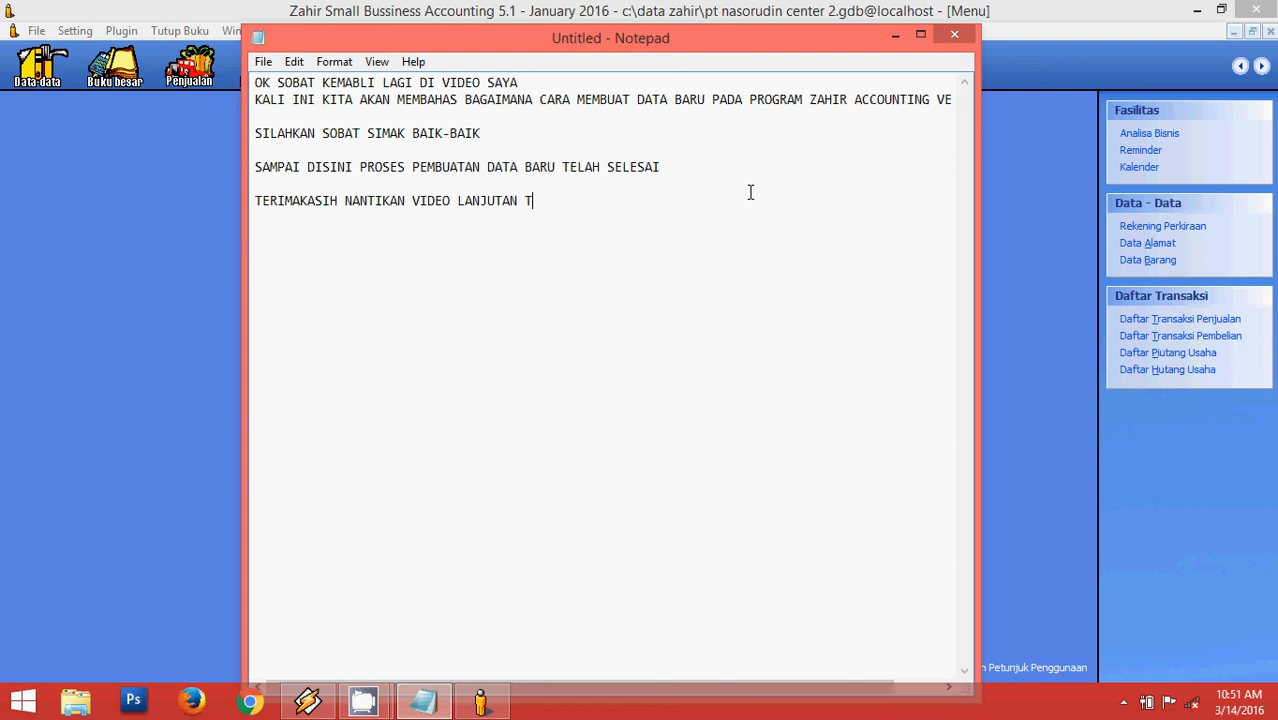 Zahir Small Bussiness Accounting 5.1 - January 2016 - c:\data zahir\pt nasorudin center 2.gdb@localhost - [Menu]
File Setting Plugin Tutup Buku Win
Data-data Buku besar Penjualan
Untitled - Notepad
File Edit Format View Help
OK SOBAT KEMABLI LAGI DI VIDEO SAYA
KALI INI KITA AKAN MEMBAHAS BAGAIMANA CARA MEMBUAT DATA BARU PADA PROGRAM ZAHIR ACCOUNTING VE
SILAHKAN SOBAT SIMAK BAIK-BAIK
SAMPAI DISINI PROSES PEMBUATAN DATA BARU TELAH SELESAI
TERIMAKASIH NANTIKAN VIDEO LANJUTAN T
Fasilitas
Analisa Bisnis
Reminder
Kalender
Data - Data
Rekening Perkiraan
Data Alamat
Data Barang
Daftar Transaksi
Daftar Transaksi Penjualan
Daftar Transaksi Pembelian
Daftar Piutang Usaha
Daftar Hutang Usaha
n Petunjuk Penggunaan
Ps
10:51 AM
3/14/2016